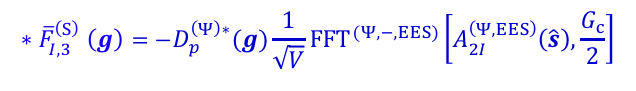 * F̄_{I,3}^{(S)} (𝒈) = −D_p^{(Ψ)*}(𝒈) 1/√V FFT^{(Ψ,−,EES)} [A_{2I}^{(Ψ,EES)}(ŝ), G_c/2]